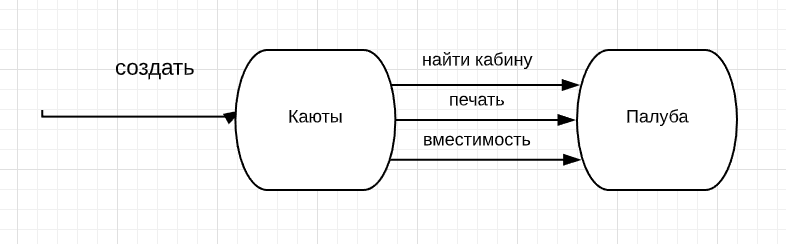 создать
найти кабину
печать
вместимость
Каюты
Палуба